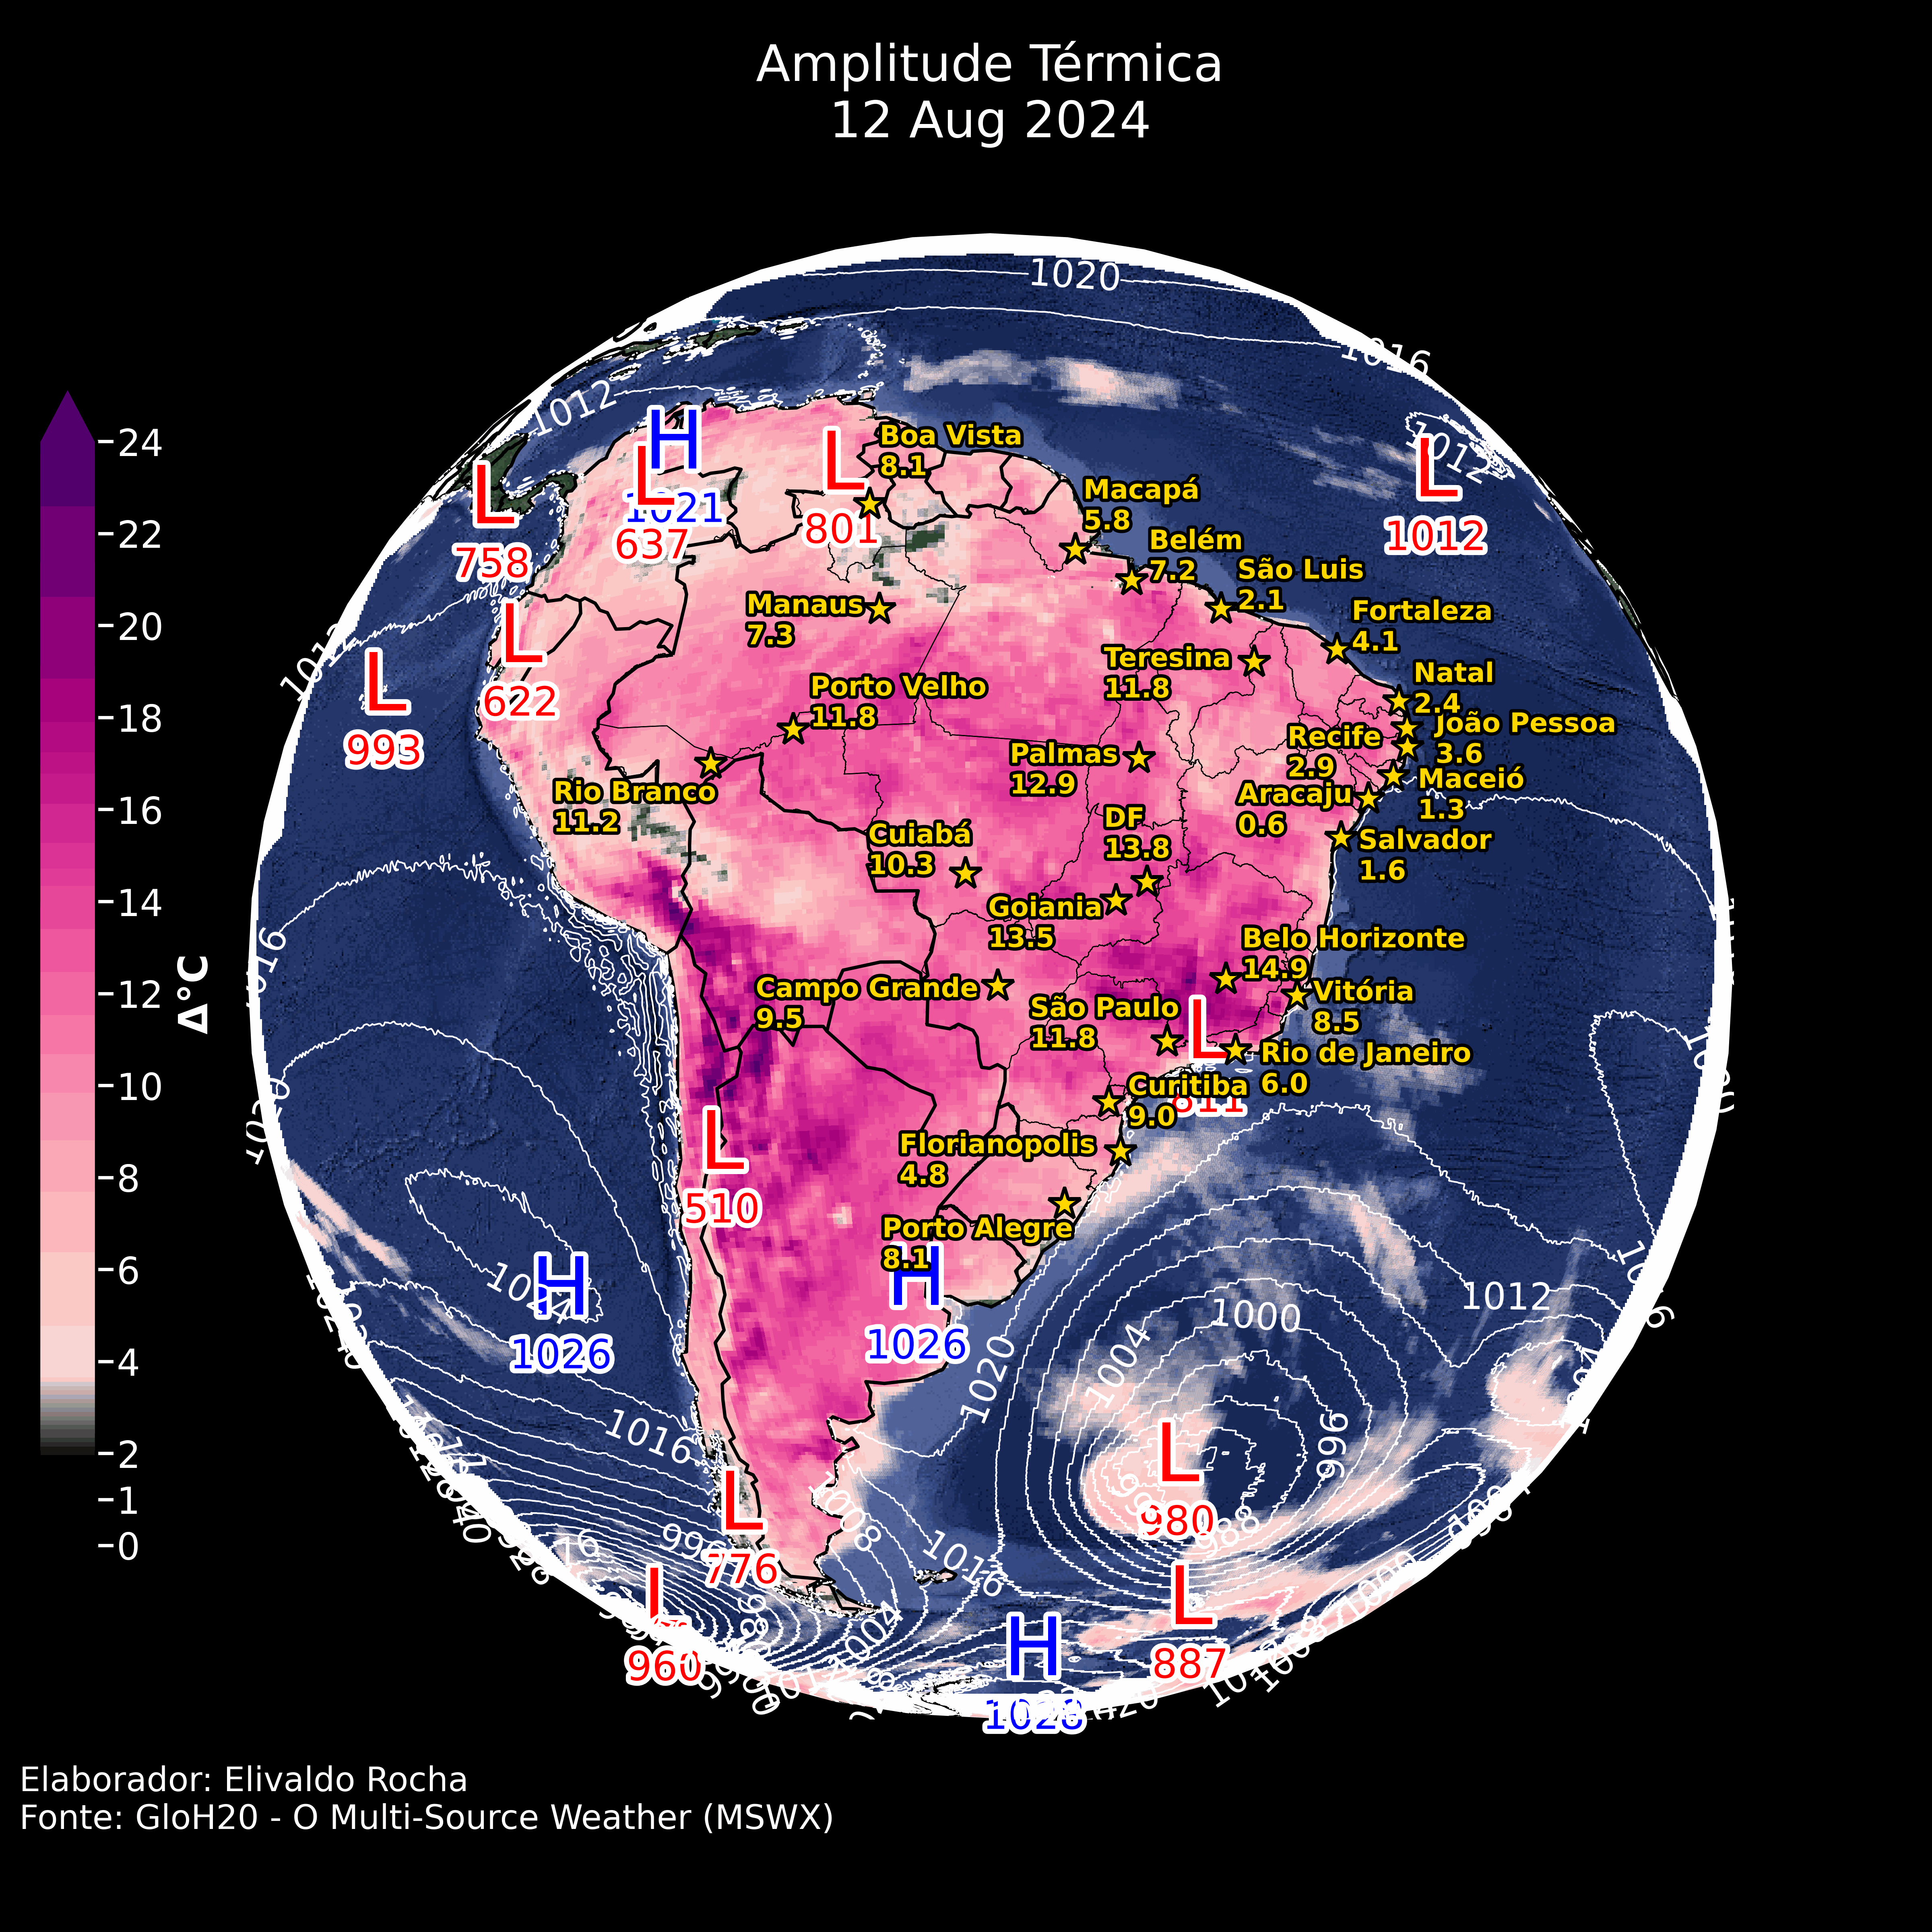 Amplitude Térmica
12 Aug 2024
1020
1016
1012
1012
H
1021
L
637
L
801
L
758
L
1012
L
622
L
993
1012
Boa Vista
8.1
Macapá
5.8
Belém
7.2
São Luis
2.1
Fortaleza
4.1
Manaus
7.3
Teresina
11.8
Natal
2.4
João Pessoa
3.6
Porto Velho
11.8
Recife
2.9
Palmas
12.9
Maceió
1.3
Rio Branco
11.2
Aracaju
0.6
DF
13.8
Cuiabá
10.3
Salvador
1.6
Goiania
13.5
Belo Horizonte
14.9
Campo Grande
9.5
Vitória
8.5
São Paulo
11.8
L
811
Rio de Janeiro
6.0
Curitiba
9.0
Florianopolis
4.8
Porto Alegre
8.1
1016
1020
L
510
H
1026
1024
H
1026
1012
1000
1004
1020
996
1016
L
980
988
L
776
996
1008
1016
L
960
1004
H
1028
L
887
1000
1008
24
22
20
18
16
14
12
10
8
6
4
2
1
0
Δ°C
Elaborador: Elivaldo Rocha
Fonte: GloH20 - O Multi-Source Weather (MSWX)